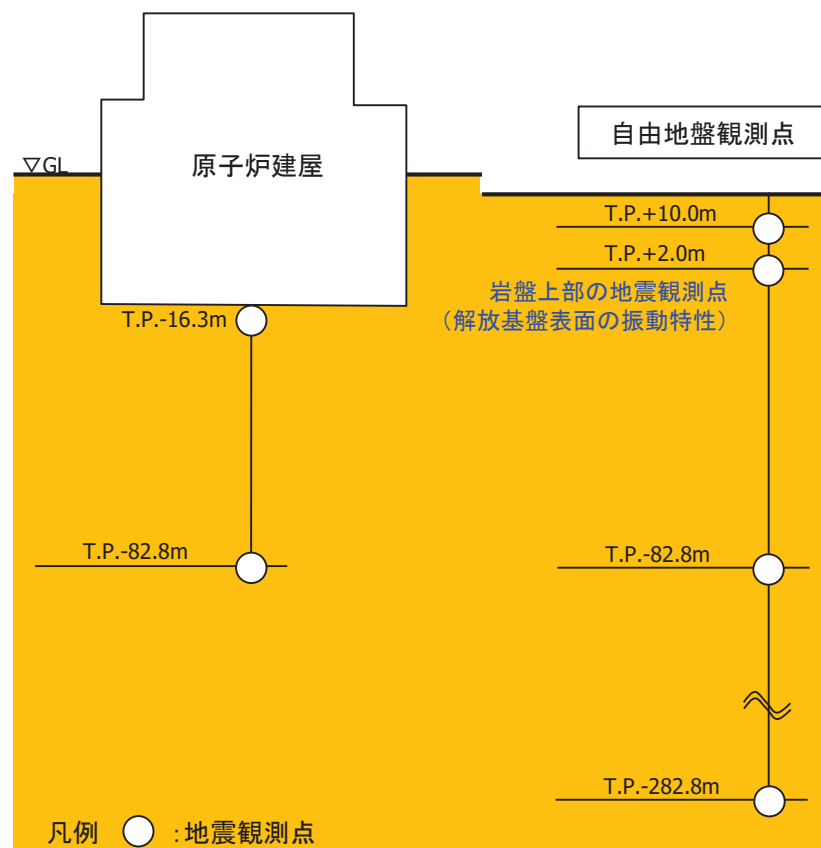 原子炉建屋
自由地盤観測点
▽GL
T.P.+10.0m
T.P.+2.0m
岩盤上部の地震観測点
（解放基盤表面の振動特性）
T.P.-16.3m
T.P.-82.8m
T.P.-82.8m
T.P.-282.8m
凡例 ○ :地震観測点